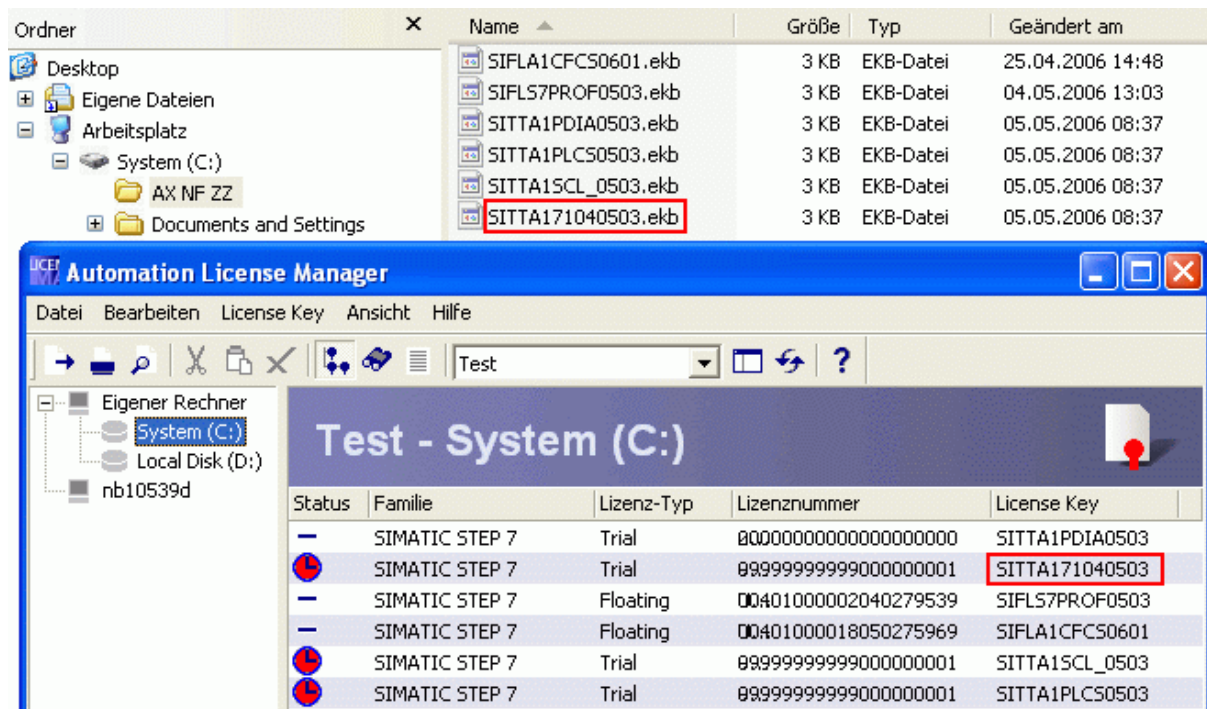 Ordner × Name Größe Typ Geändert am
Desktop SIFLA1CFCS0601.ekb 3 KB EKB-Datei 25.04.2006 14:48
Eigene Dateien SIFLS7PROF0503.ekb 3 KB EKB-Datei 04.05.2006 13:03
Arbeitsplatz SITTA1PDIA0503.ekb 3 KB EKB-Datei 05.05.2006 08:37
System (C:) SITTA1PLCS0503.ekb 3 KB EKB-Datei 05.05.2006 08:37
AX NF ZZ SITTA1SCL_0503.ekb 3 KB EKB-Datei 05.05.2006 08:37
Documents and Settings SITTA171040503.ekb 3 KB EKB-Datei 05.05.2006 08:37
Automation License Manager
Datei Bearbeiten License Key Ansicht Hilfe
Test ?
Eigener Rechner
System (C:)
Local Disk (D:)
nb10539d
Test - System (C:)
Status Familie Lizenz-Typ Lizenznummer License Key
SIMATIC STEP 7 Trial SITTA1PDIA0503
SIMATIC STEP 7 Trial SITTA171040503
SIMATIC STEP 7 Floating SIFLS7PROF0503
SIMATIC STEP 7 Floating SIFLA1CFCS0601
SIMATIC STEP 7 Trial SITTA1SCL_0503
SIMATIC STEP 7 Trial SITTA1PLCS0503